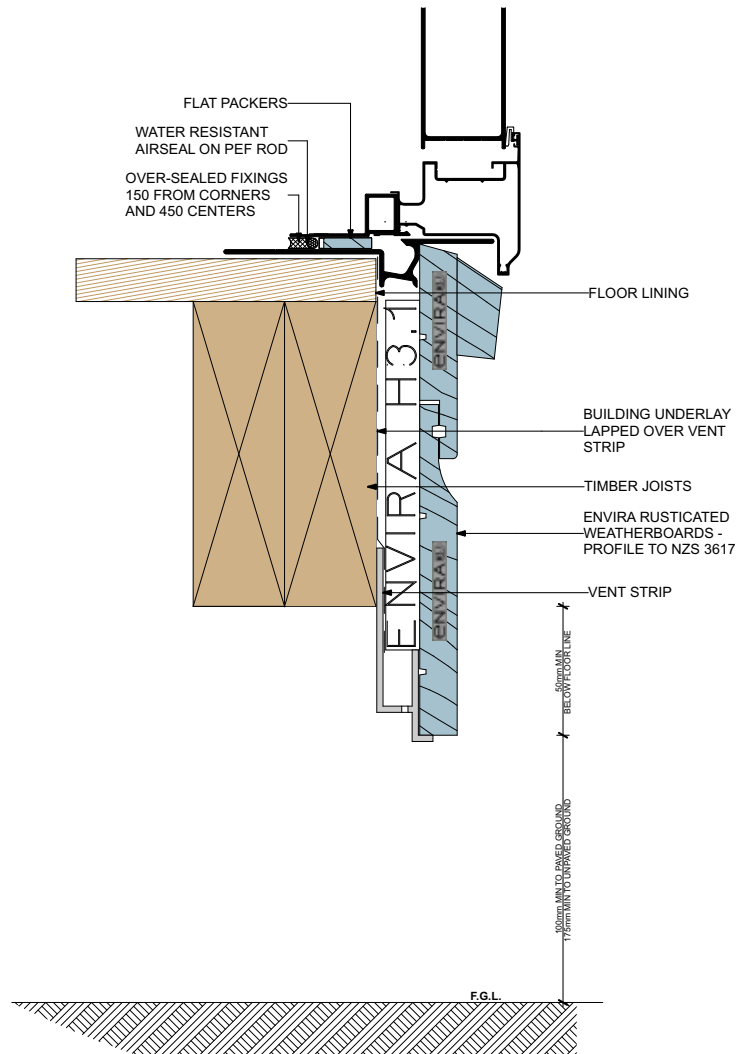 FLAT PACKERS
WATER RESISTANT
AIRSEAL ON PEF ROD
OVER-SEALED FIXINGS
150 FROM CORNERS
AND 450 CENTERS
FLOOR LINING
ENVIRA H3.1
envira
BUILDING UNDERLAY
LAPPED OVER VENT
STRIP
TIMBER JOISTS
ENVIRA RUSTICATED
WEATHERBOARDS -
PROFILE TO NZS 3617
envira
VENT STRIP
50mm MIN
BELOW FLOOR LINE
100mm MIN TO PAVED GROUND
175mm MIN TO UNPAVED GROUND
F.G.L.